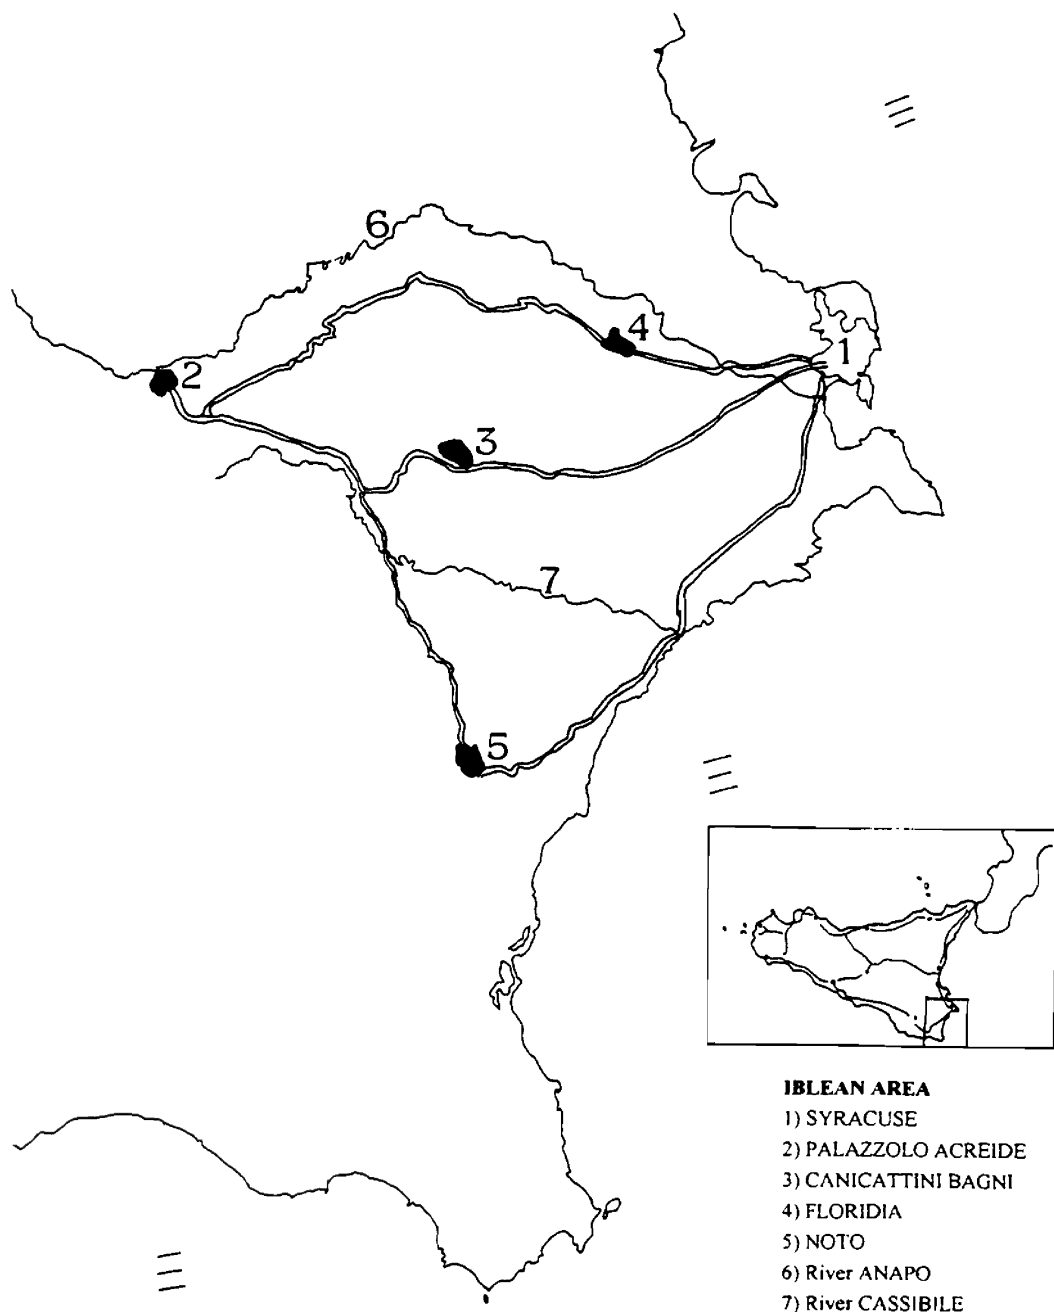 6
4
1
2
3
7
5
IBLEAN AREA
1) SYRACUSE
2) PALAZZOLO ACREIDE
3) CANICATTINI BAGNI
4) FLORIDIA
5) NOTO
6) River ANAPO
7) River CASSIBILE